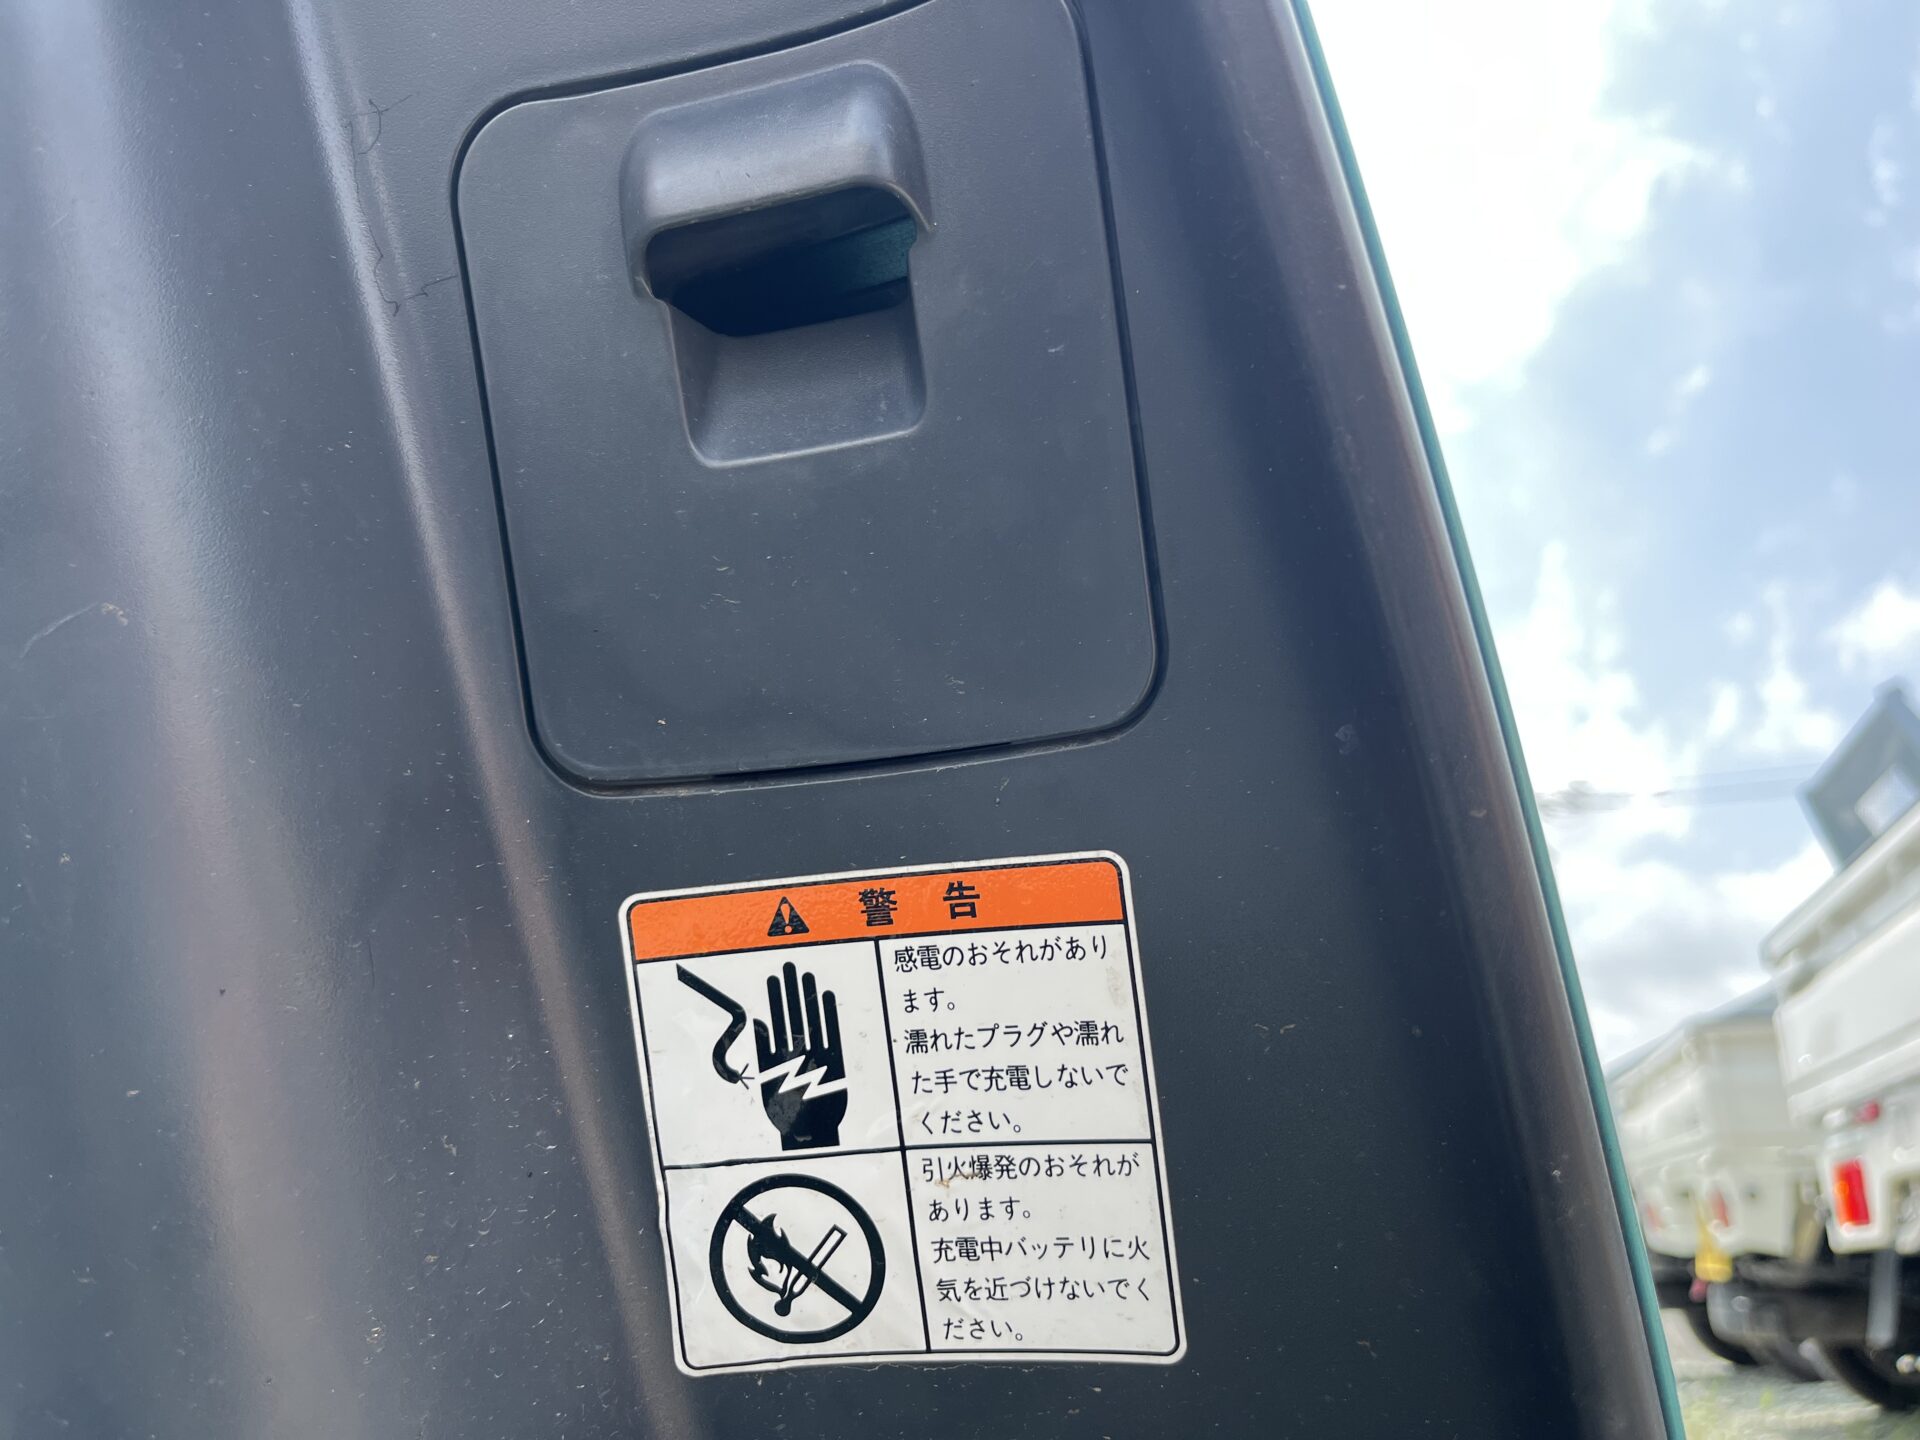 警告
感電のおそれがあり
ます。
濡れたプラグや濡れ
た手で充電しないで
ください。
引火爆発のおそれが
あります。
充電中バッテリに火
気を近づけないでく
ださい。